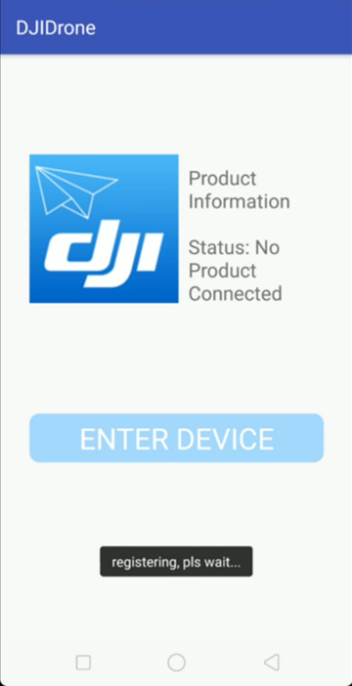 DJIDrone
dji
Product
Information
Status: No
Product
Connected
ENTER DEVICE
registering, pls wait...